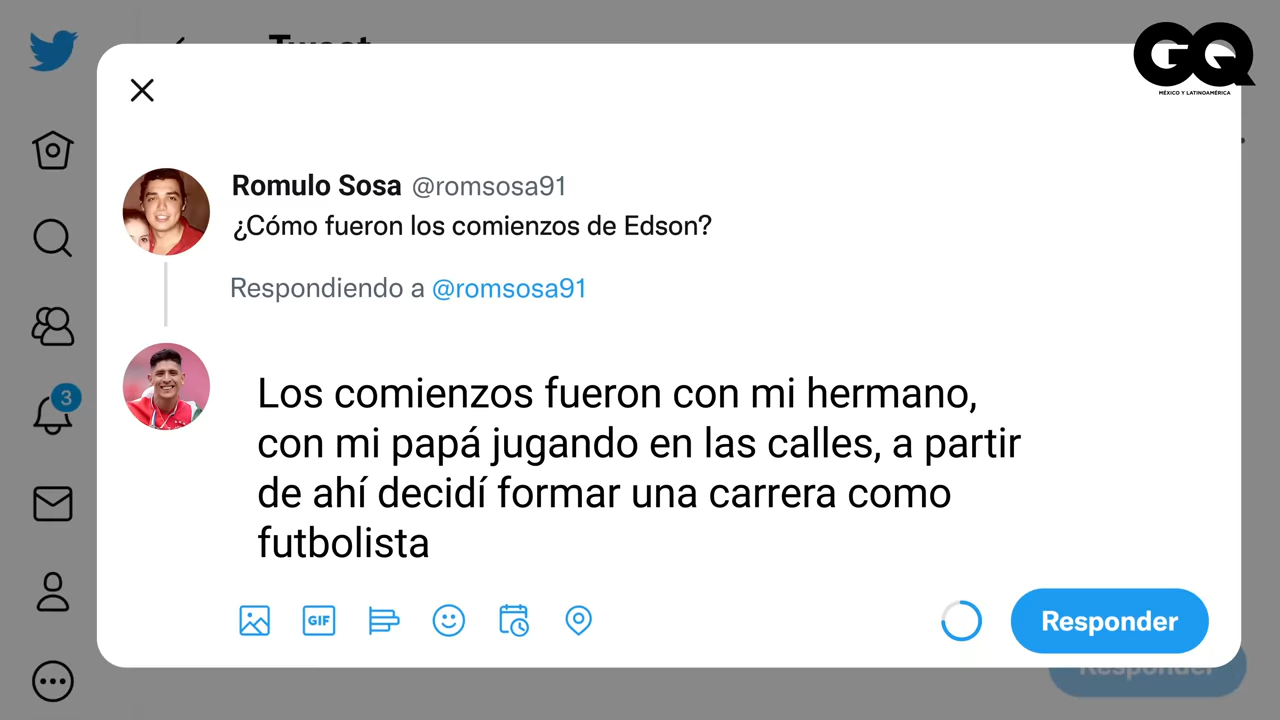 Tweet
GQ
MÉXICO Y LATINOAMÉRICA
Romulo Sosa @romsosa91
¿Cómo fueron los comienzos de Edson?
Respondiendo a @romsosa91
3
Los comienzos fueron con mi hermano,
con mi papá jugando en las calles, a partir
de ahí decidí formar una carrera como
futbolista
GIF
Responder
Responder